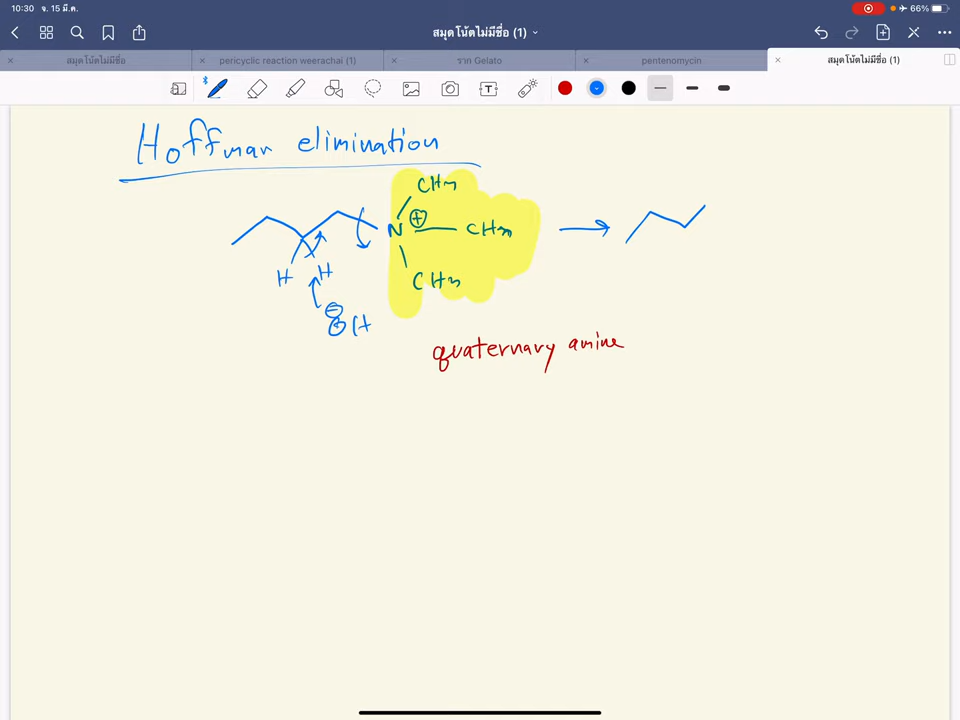 10:30 จ. 15 มี.ค.
66%
สมุดโน้ตไม่มีชื่อ (1)
สมุดโน้ตไม่มีชื่อ
pericyclic reaction weerachai (1)
ราก Gelato
pentenomycin
สมุดโน้ตไม่มีชื่อ (1)
Hoffman elimination
CH3
N ⊕ CH3
H H
CH3
⊖
OH
quaternary amine